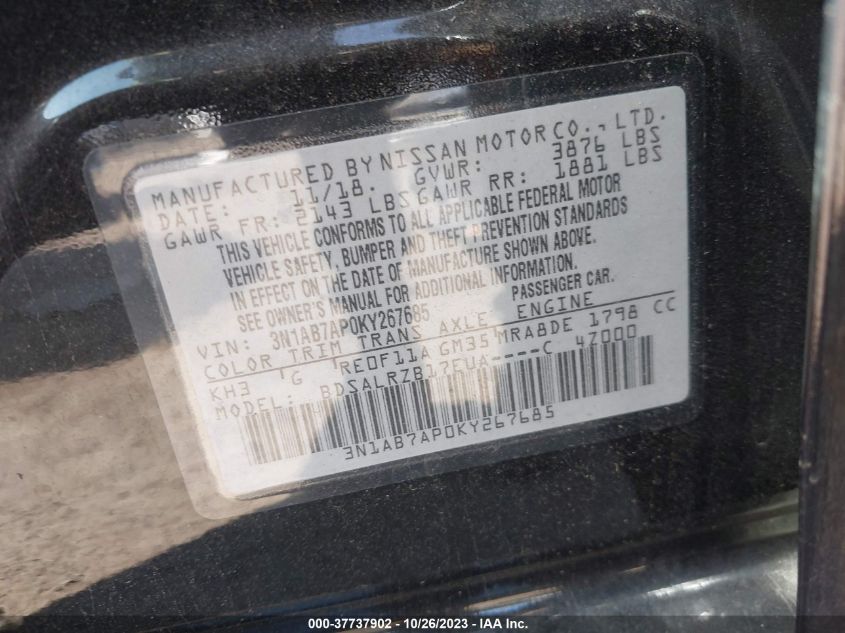 MANUFACTURED BY NISSAN MOTOR CO., LTD.
DATE: 11/18. GVWR: 3876 LBS
GAWR FR: 2143 LBS GAWR RR: 1881 LBS
THIS VEHICLE CONFORMS TO ALL APPLICABLE FEDERAL MOTOR
VEHICLE SAFETY, BUMPER AND THEFT PREVENTION STANDARDS
IN EFFECT ON THE DATE OF MANUFACTURE SHOWN ABOVE.
SEE OWNER'S MANUAL FOR ADDITIONAL INFORMATION.
VIN: 3N1AB7AP0KY267685 PASSENGER CAR.
COLOR TRIM TRANS AXLE ENGINE
KH3 G RE0F11A GM35 MRA8DE 1798 CC
MODEL: BDSALRZB17EUA----C 47000
3N1AB7AP0KY267685
000-37737902 - 10/26/2023 - IAA Inc.